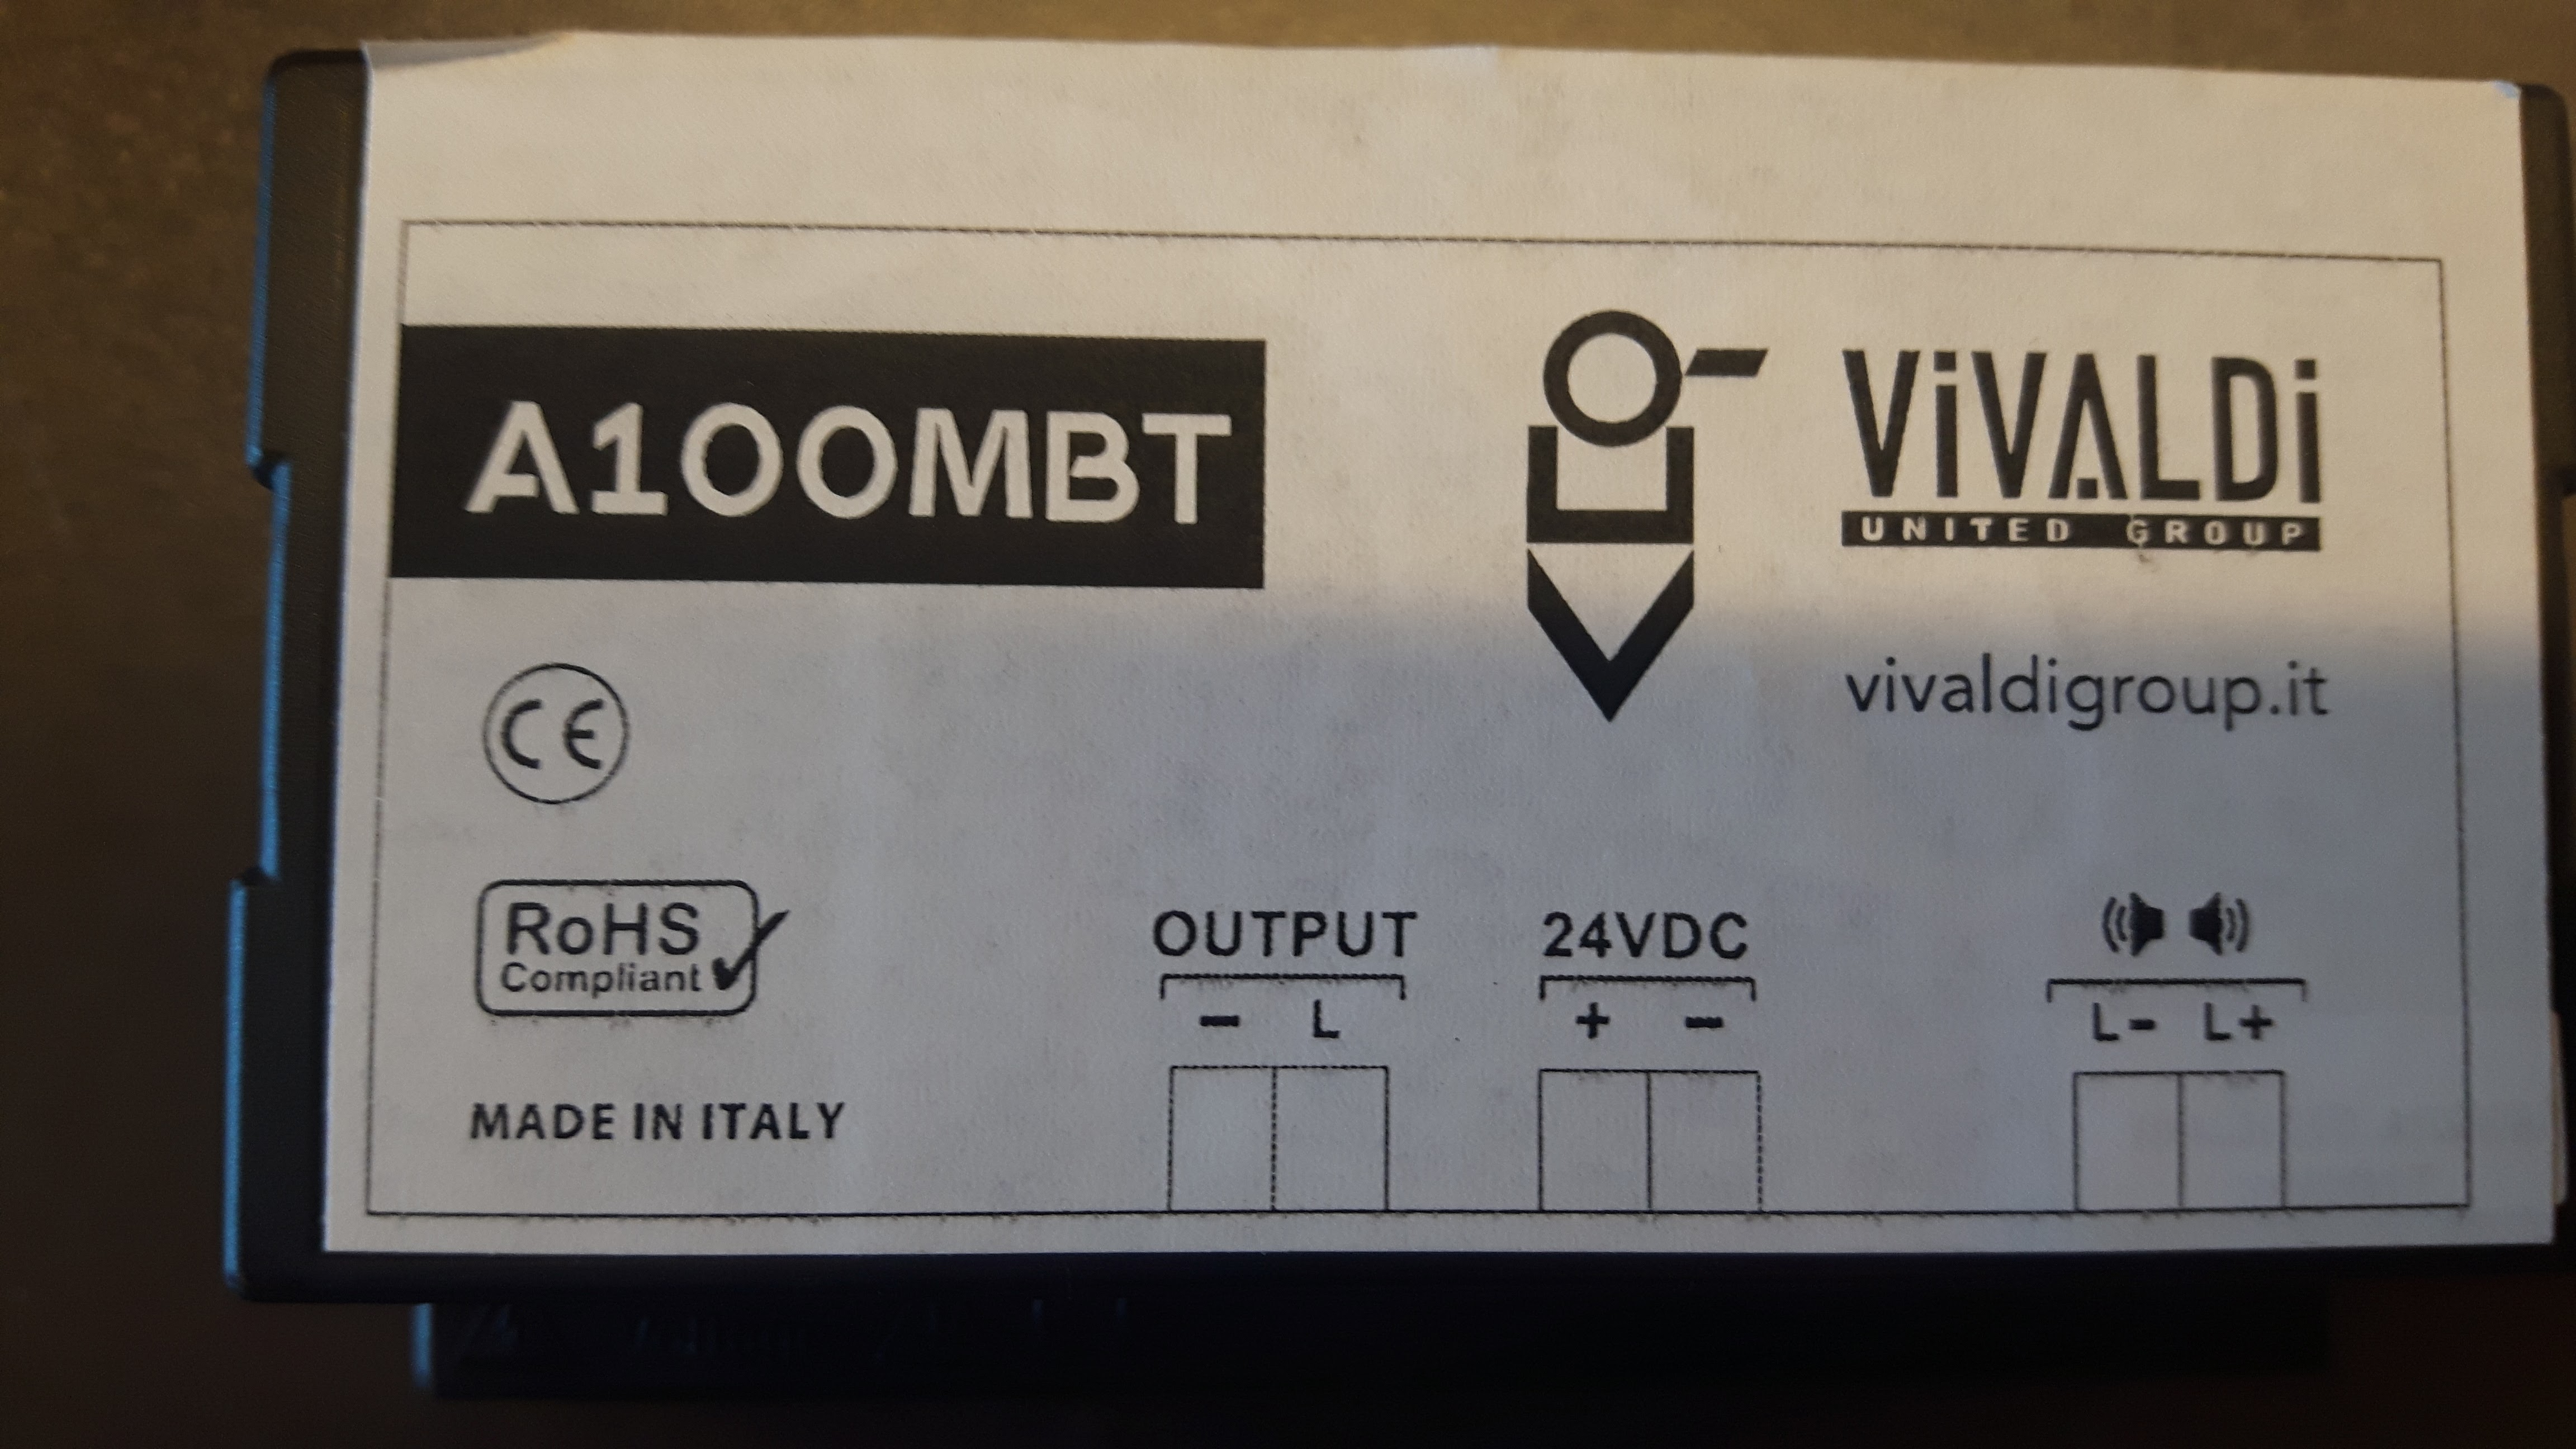 A100MBT
ViVALDi
UNITED GROUP
vivaldigroup.it
CE
RoHS
Compliant
MADE IN ITALY
OUTPUT
- L
24VDC
+ -
L- L+